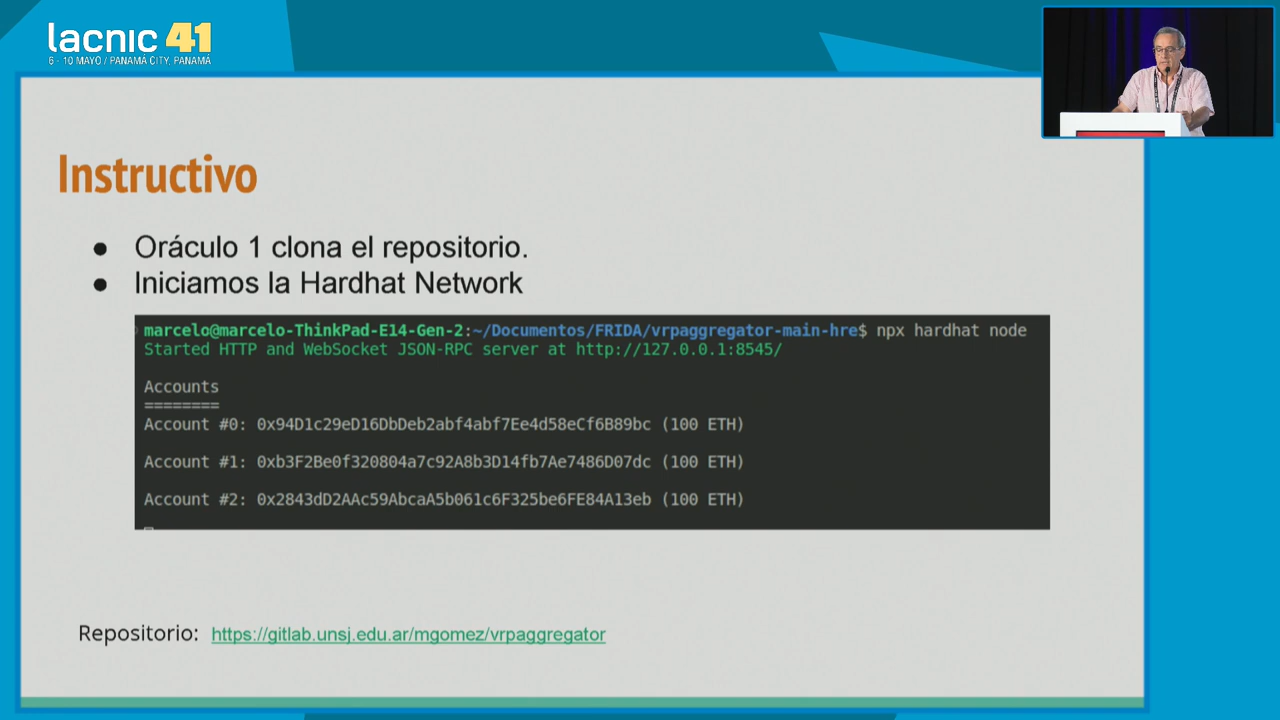 lacnic 41
6 - 10 MAYO / PANAMÁ CITY, PANAMÁ
Instructivo
● Oráculo 1 clona el repositorio.
● Iniciamos la Hardhat Network
marcelo@marcelo-ThinkPad-E14-Gen-2:~/Documentos/FRIDA/vrpaggregator-main-hre$ npx hardhat node
Started HTTP and WebSocket JSON-RPC server at http://127.0.0.1:8545/
Accounts
========
Account #0: 0x94D1c29eD16DbDeb2abf4abf7Ee4d58eCf6B89bc (100 ETH)
Account #1: 0xb3F2Be0f320804a7c92A8b3D14fb7Ae7486D07dc (100 ETH)
Account #2: 0x2843dD2AAc59AbcaA5b061c6F325be6FE84A13eb (100 ETH)
Repositorio: https://gitlab.unsj.edu.ar/mgomez/vrpaggregator